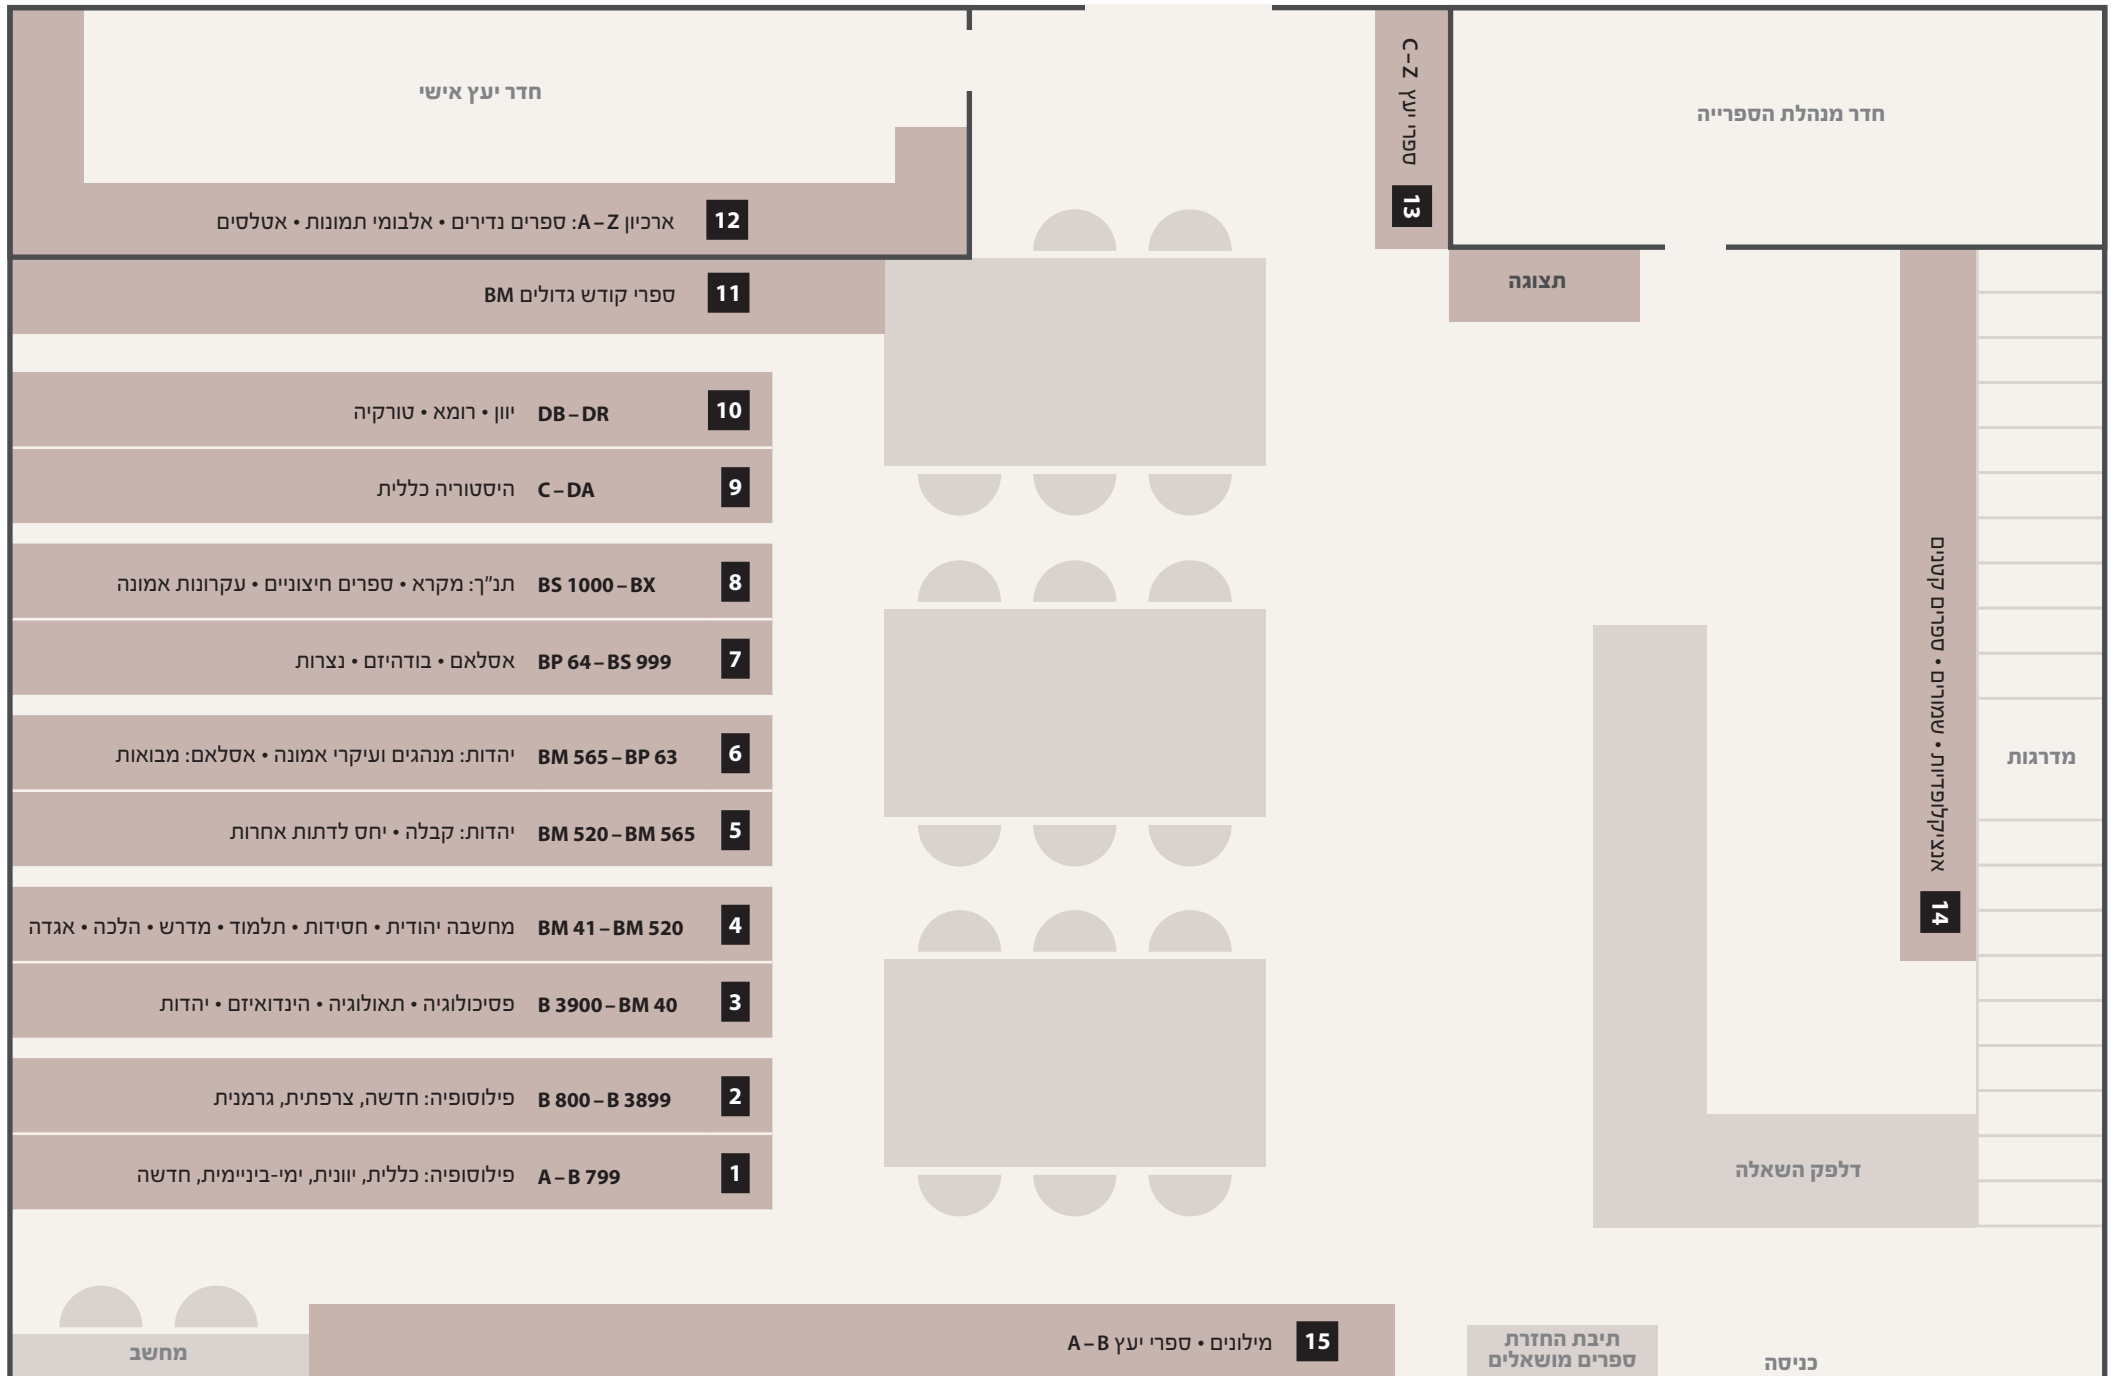 חדר יעץ אישי
ספרי יעץ C–Z
13
חדר מנהלת הספרייה
12 ארכיון A–Z: ספרים נדירים • אלבומי תמונות • אטלסים
11 ספרי קודש גדולים BM
תצוגה
10 DB–DR יוון • רומא • טורקיה
9 C–DA היסטוריה כללית
8 BS 1000–BX תנ"ך: מקרא • ספרים חיצוניים • עקרונות אמונה
7 BP 64–BS 999 אסלאם • בודהיזם • נצרות
6 BM 565–BP 63 יהדות: מנהגים ועיקרי אמונה • אסלאם: מבואות
5 BM 520–BM 565 יהדות: קבלה • יחס לדתות אחרות
4 BM 41–BM 520 מחשבה יהודית • חסידות • תלמוד • מדרש • הלכה • אגדה
3 B 3900–BM 40 פסיכולוגיה • תאולוגיה • הינדואיזם • יהדות
2 B 800–B 3899 פילוסופיה: חדשה, צרפתית, גרמנית
1 A–B 799 פילוסופיה: כללית, יוונית, ימי-ביניימית, חדשה
14 אנציקלופדיות • שמורים • ספרים קטנים
מדרגות
דלפק השאלה
15 מילונים • ספרי יעץ A–B
מחשב
תיבת החזרת
ספרים מושאלים
כניסה